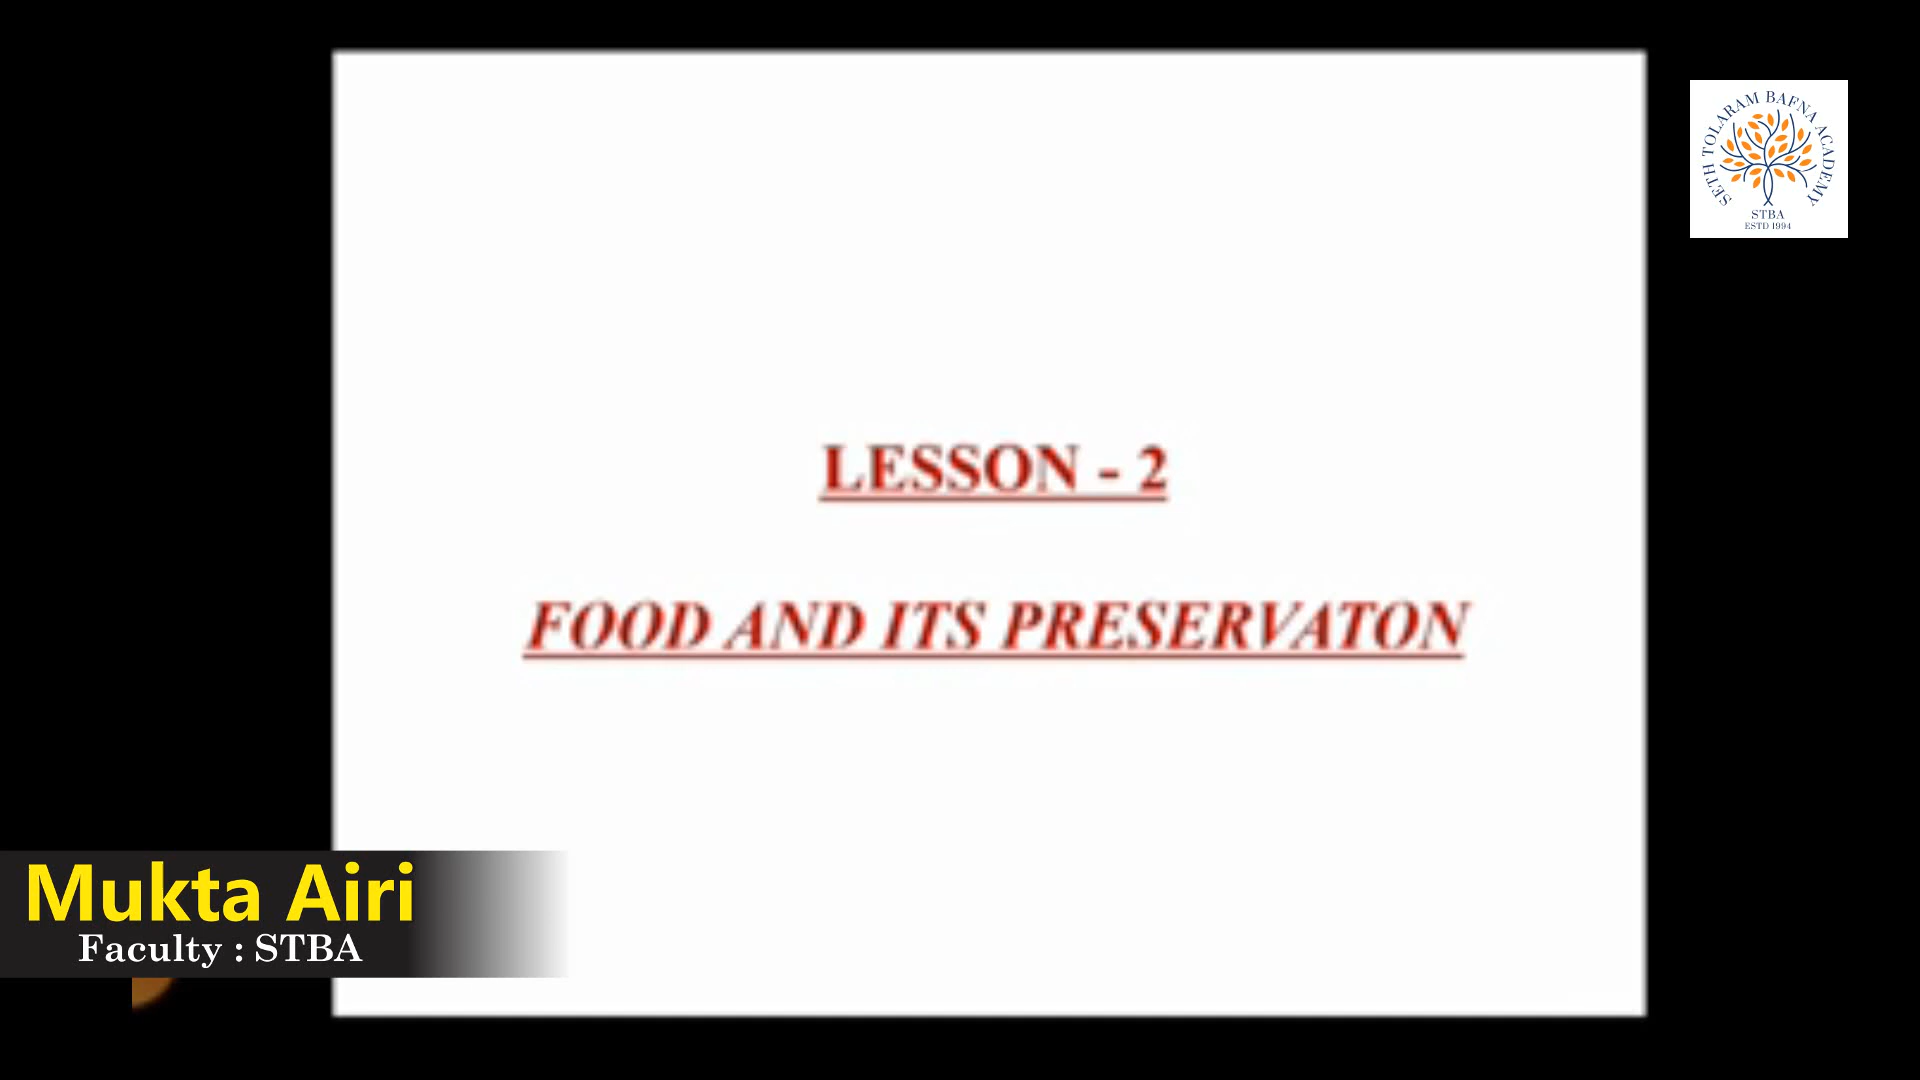 SETH TOLARAM BAFNA ACADEMY
STBA
ESTD 1994
LESSON - 2
FOOD AND ITS PRESERVATON
Mukta Airi
Faculty : STBA